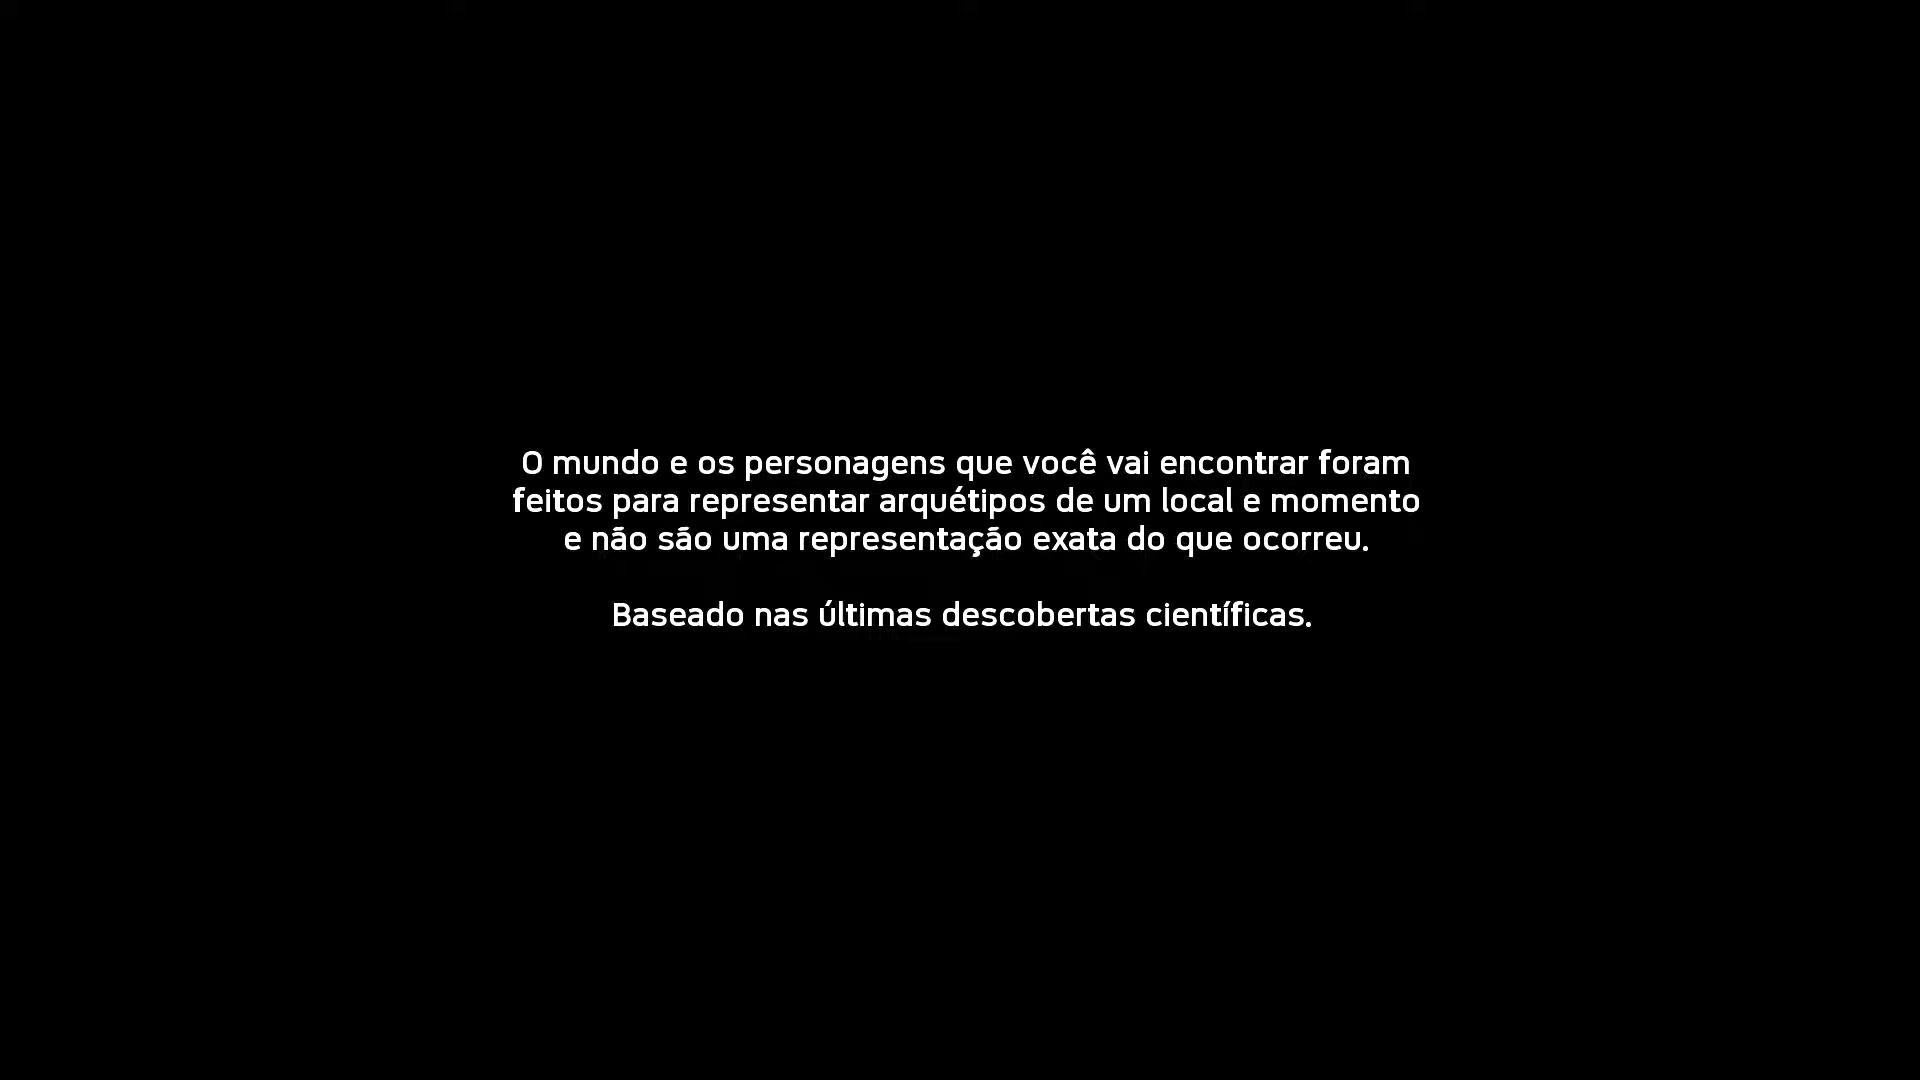 O mundo e os personagens que você vai encontrar foram
feitos para representar arquétipos de um local e momento
e não são uma representação exata do que ocorreu.
Baseado nas últimas descobertas científicas.